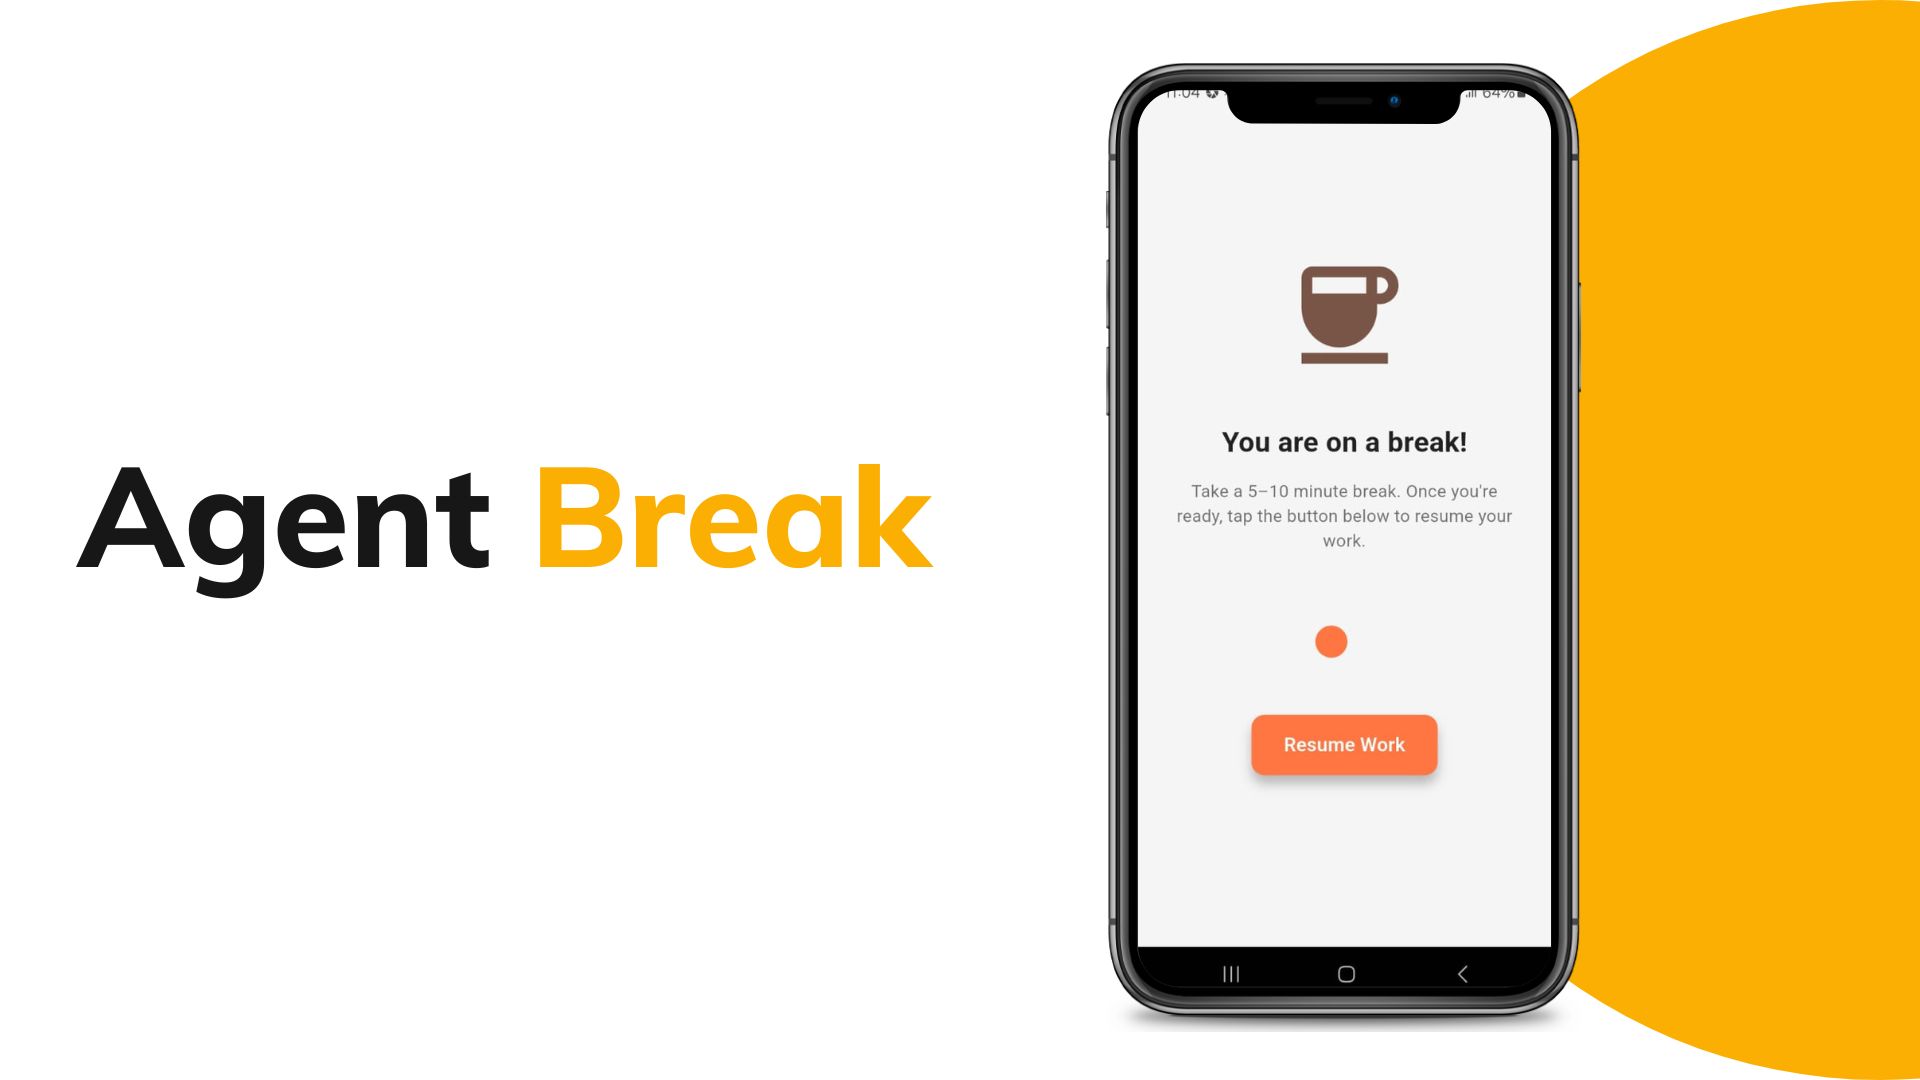 Agent Break
11:04
64%
You are on a break!
Take a 5–10 minute break. Once you're
ready, tap the button below to resume your
work.
Resume Work